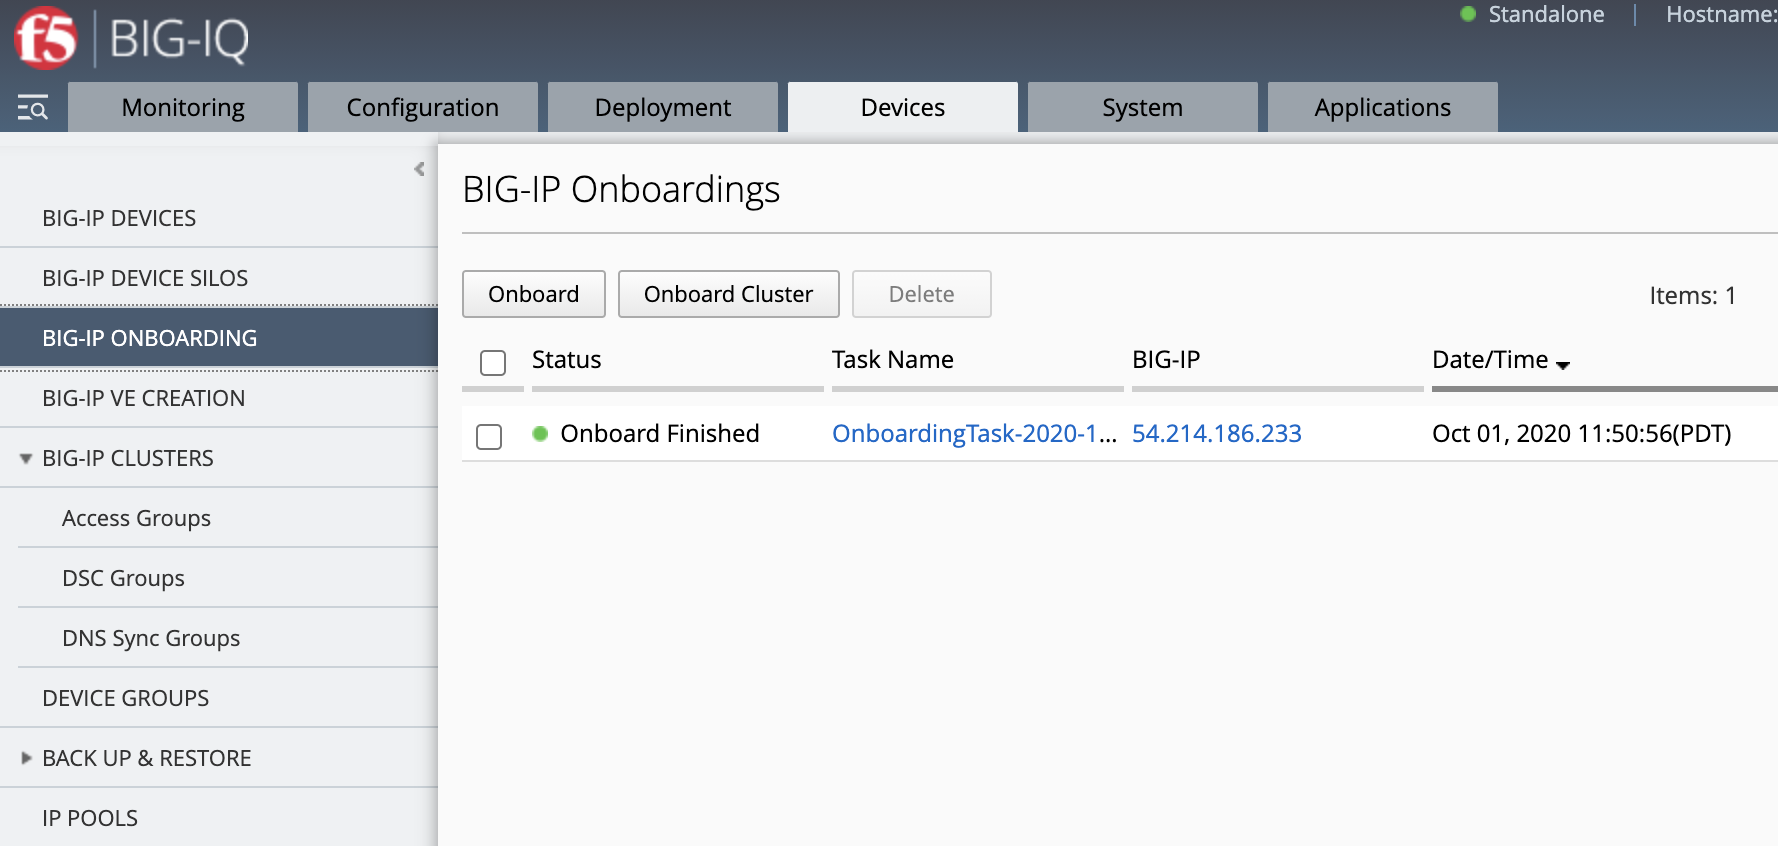 f5 BIG-IQ
Standalone | Hostname:
Monitoring Configuration Deployment Devices System Applications
BIG-IP DEVICES
BIG-IP DEVICE SILOS
BIG-IP ONBOARDING
BIG-IP VE CREATION
BIG-IP CLUSTERS
Access Groups
DSC Groups
DNS Sync Groups
DEVICE GROUPS
BACK UP & RESTORE
IP POOLS
BIG-IP Onboardings
Onboard Onboard Cluster Delete Items: 1
Status Task Name BIG-IP Date/Time
Onboard Finished OnboardingTask-2020-1... 54.214.186.233 Oct 01, 2020 11:50:56(PDT)